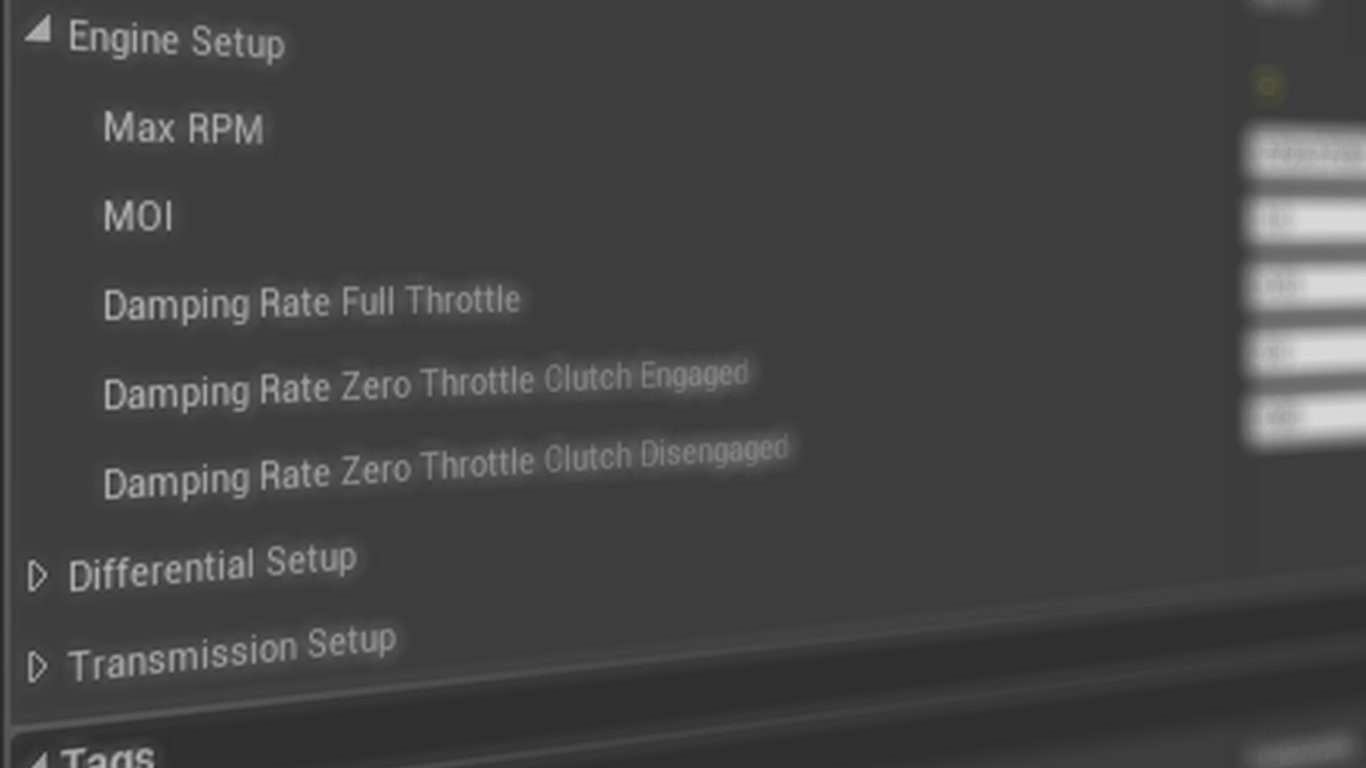 Engine Setup
Max RPM
MOI
Damping Rate Full Throttle
Damping Rate Zero Throttle Clutch Engaged
Damping Rate Zero Throttle Clutch Disengaged
Differential Setup
Transmission Setup
Tags